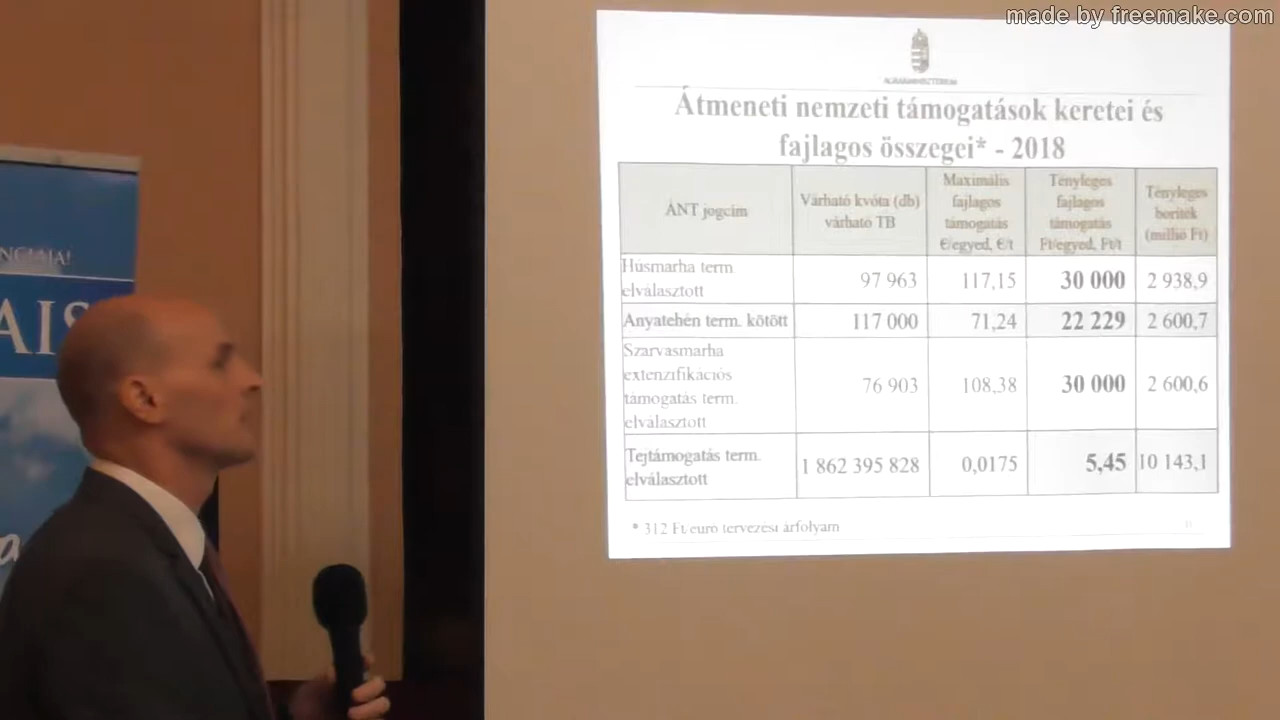 made by freemake.com
AGRÁRMINISZTÉRIUM
Átmeneti nemzeti támogatások keretei és
fajlagos összegei* - 2018
ÁNT jogcím
Várható kvóta (db)
várható TB
Maximális
fajlagos
támogatás
€/egyed, €/t
Tényleges
fajlagos
támogatás
Ft/egyed, Ft/t
Tényleges
boríték
(millió Ft)
Húsmarha term
elválasztott
97 963
117,15
30 000
2 938,9
Anyatehén term. kötött
117 000
71,24
22 229
2 600,7
Szarvasmarha
extenzifikációs
támogatás term.
elválasztott
76 903
108,38
30 000
2 600,6
Tejtámogatás term.
elválasztott
1 862 395 828
0,0175
5,45
10 143,1
* 312 Ft/euro tervezési árfolyam
NCIÁJA!
AIS
a